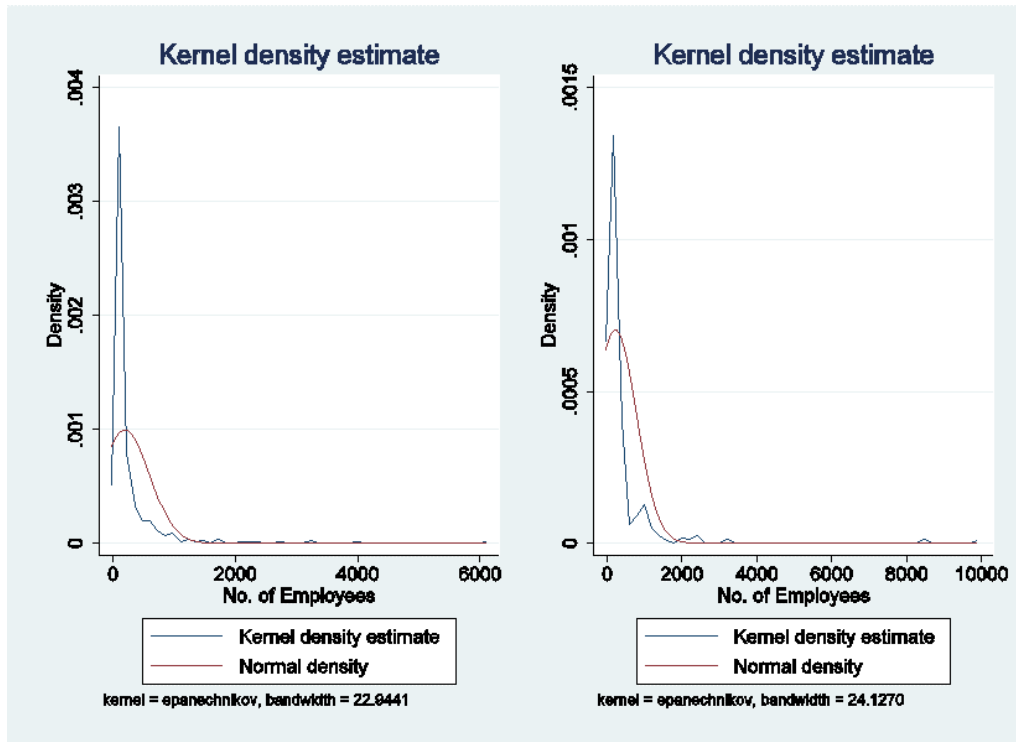 Kernel density estimate
.004
.003
.002
.001
0
Density
0 2000 4000 6000
No. of Employees
Kernel density estimate
Normal density
kernel = epanechnikov, bandwidth = 22.9441
Kernel density estimate
.0015
.001
.0005
0
Density
0 2000 4000 6000 8000 10000
No. of Employees
Kernel density estimate
Normal density
kernel = epanechnikov, bandwidth = 24.1270